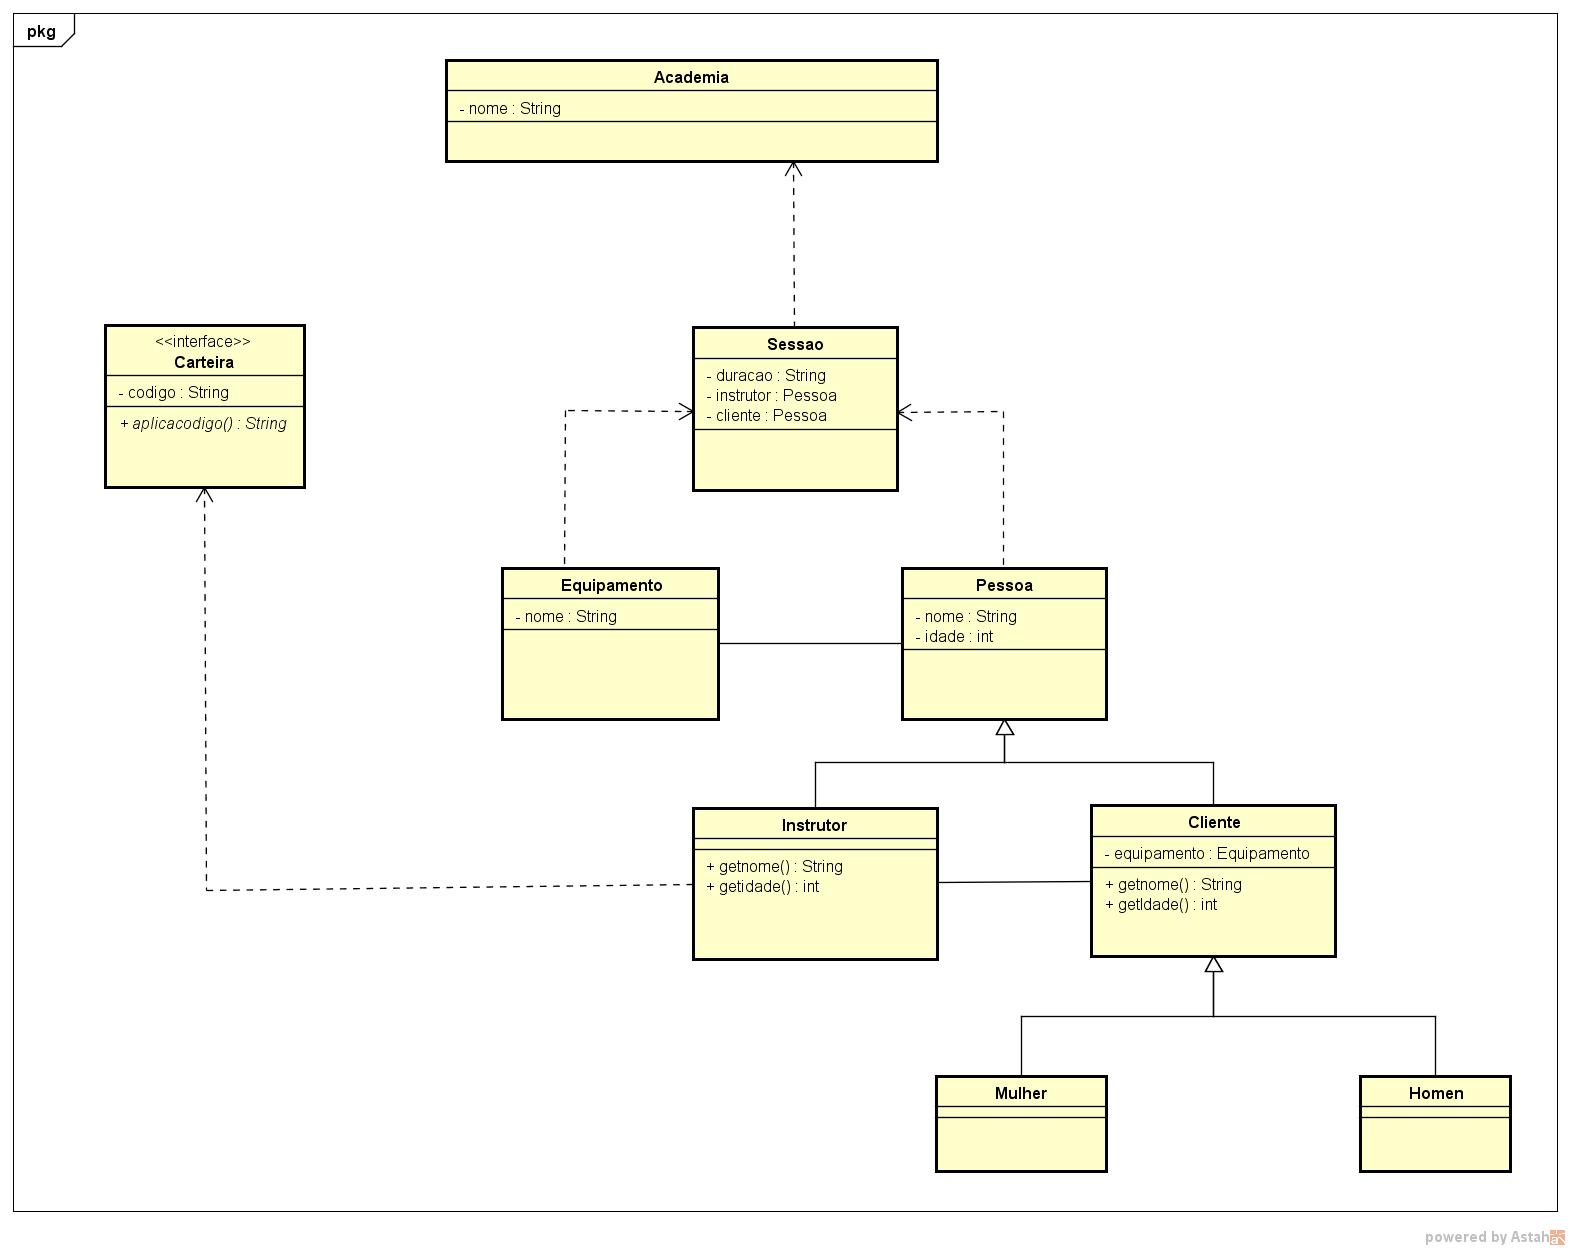 pkg
Academia
- nome : String
<<interface>>
Carteira
- codigo : String
+ aplicacodigo() : String
Sessao
- duracao : String
- instrutor : Pessoa
- cliente : Pessoa
Equipamento
- nome : String
Pessoa
- nome : String
- idade : int
Instrutor
+ getnome() : String
+ getidade() : int
Cliente
- equipamento : Equipamento
+ getnome() : String
+ getIdade() : int
Mulher
Homen
powered by Astah